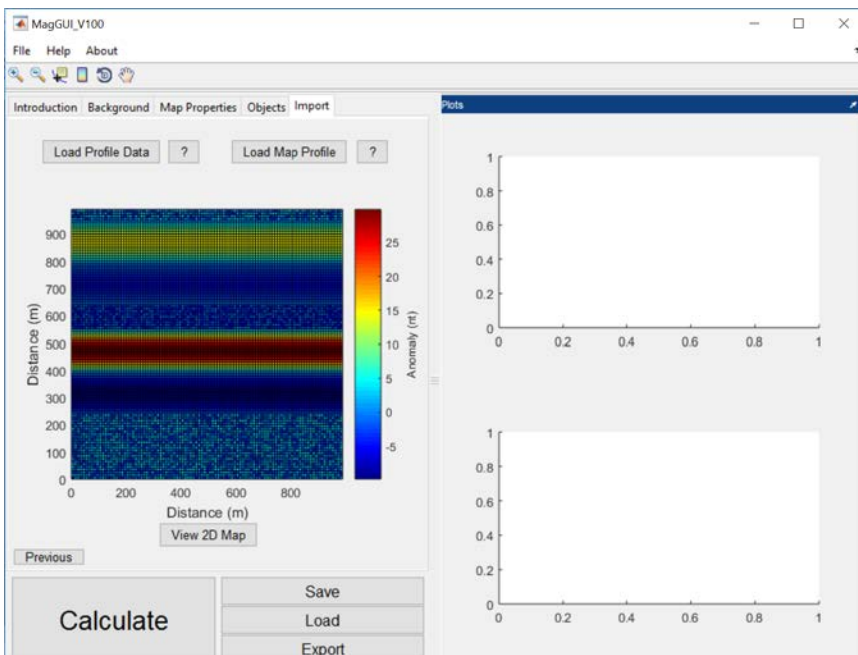 MagGUI_V100
FIle Help About
Introduction Background Map Properties Objects Import
Load Profile Data ? Load Map Profile ?
900
800
700
600
500
400
300
200
100
0
Distance (m)
0 200 400 600 800
Distance (m)
25
20
15
10
5
0
-5
Anomaly (nt)
View 2D Map
Previous
Calculate
Save
Load
Export
Plots
1
0.8
0.6
0.4
0.2
0
0 0.2 0.4 0.6 0.8 1
1
0.8
0.6
0.4
0.2
0
0 0.2 0.4 0.6 0.8 1